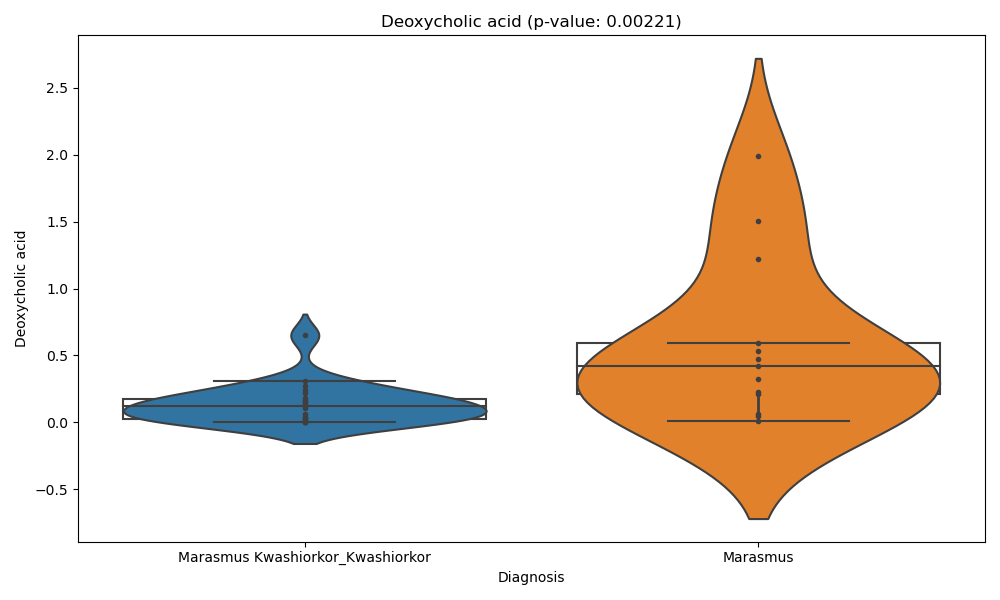 Deoxycholic acid (p-value: 0.00221)
Deoxycholic acid
2.5
2.0
1.5
1.0
0.5
0.0
−0.5
Marasmus Kwashiorkor_Kwashiorkor
Marasmus
Diagnosis